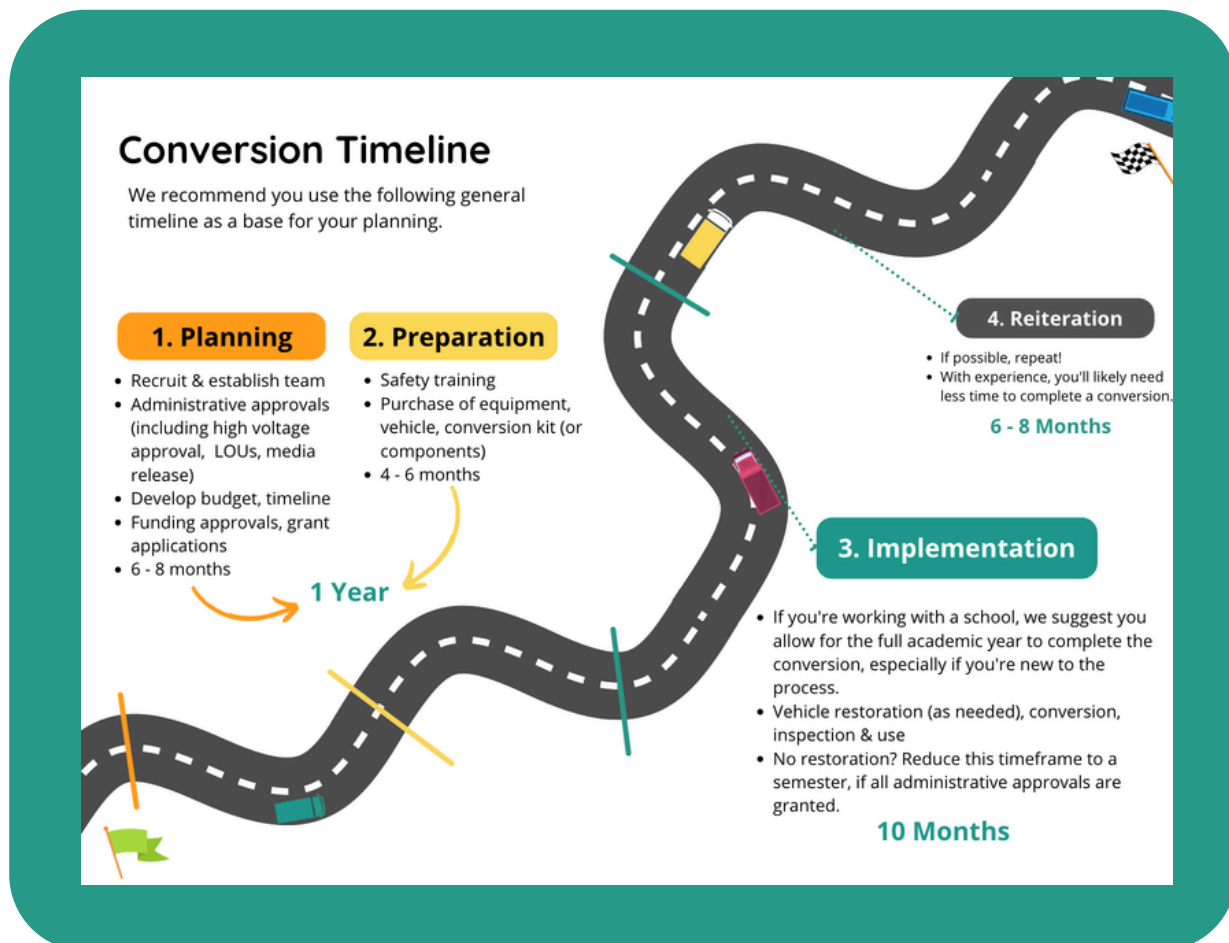 Conversion Timeline
We recommend you use the following general
timeline as a base for your planning.
1. Planning
• Recruit & establish team
• Administrative approvals
(including high voltage
approval, LOUs, media
release)
• Develop budget, timeline
• Funding approvals, grant
applications
• 6 - 8 months
2. Preparation
• Safety training
• Purchase of equipment,
vehicle, conversion kit (or
components)
• 4 - 6 months
1 Year
3. Implementation
• If you're working with a school, we suggest you
allow for the full academic year to complete the
conversion, especially if you're new to the
process.
• Vehicle restoration (as needed), conversion,
inspection & use
• No restoration? Reduce this timeframe to a
semester, if all administrative approvals are
granted.
10 Months
4. Reiteration
• If possible, repeat!
• With experience, you'll likely need
less time to complete a conversion.
6 - 8 Months